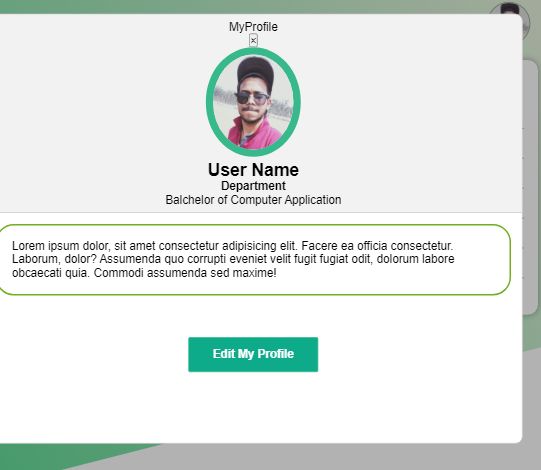 MyProfile
×
User Name
Department
Balchelor of Computer Application
Lorem ipsum dolor, sit amet consectetur adipisicing elit. Facere ea officia consectetur.
Laborum, dolor? Assumenda quo corrupti eveniet velit fugit fugiat odit, dolorum labore
obcaecati quia. Commodi assumenda sed maxime!
Edit My Profile